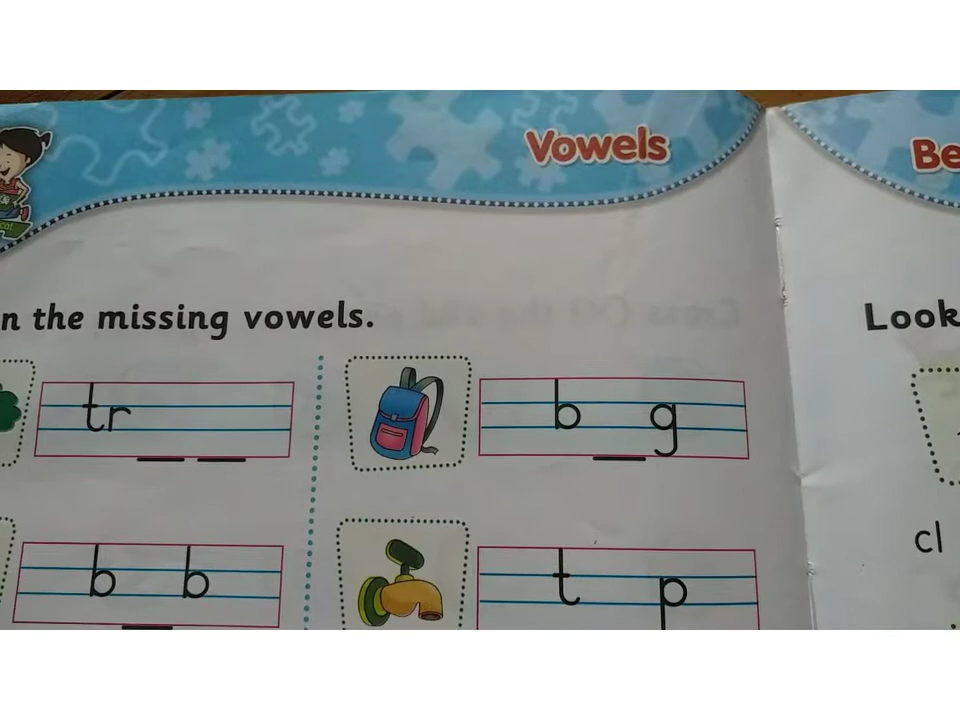 Vowels
Be
n the missing vowels.
Look
tr
b g
b b
t p
cl